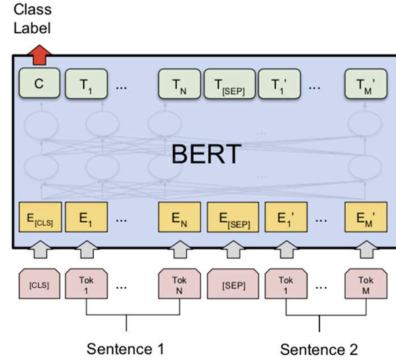 Class
Label
C T1 ... TN T[SEP] T1' ... TM'
BERT
E[CLS] E1 ... EN E[SEP] E1' ... EM'
[CLS] Tok 1 ... Tok N [SEP] Tok 1 ... Tok M
Sentence 1 Sentence 2